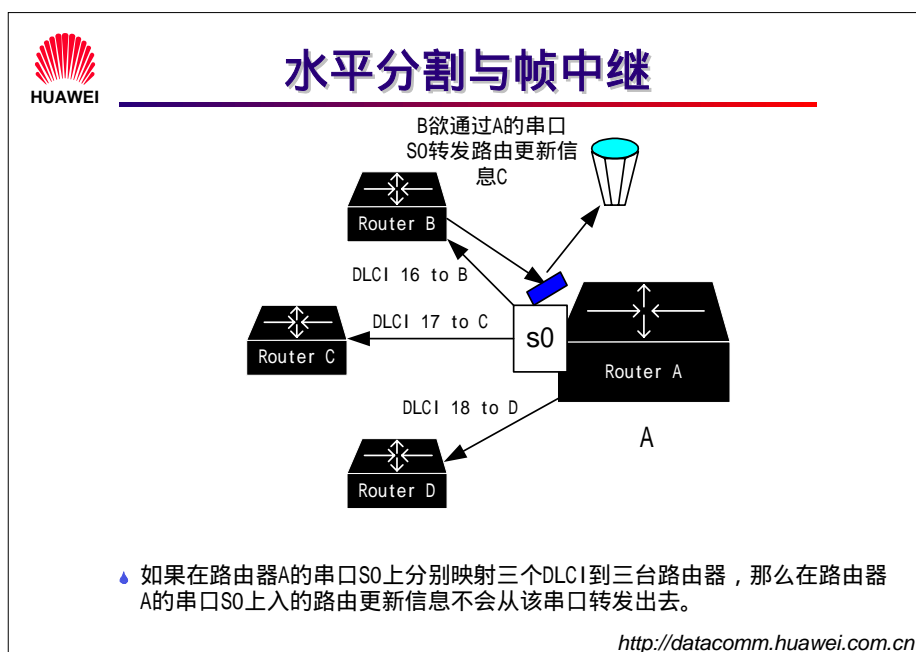 HUAWEI
水平分割与帧中继
B欲通过A的串口
S0转发路由更新信
息C
Router B
DLCI 16 to B
DLCI 17 to C
s0
Router C
Router A
DLCI 18 to D
A
Router D
如果在路由器A的串口S0上分别映射三个DLCI到三台路由器，那么在路由器
A的串口S0上入的路由更新信息不会从该串口转发出去。
http://datacomm.huawei.com.cn